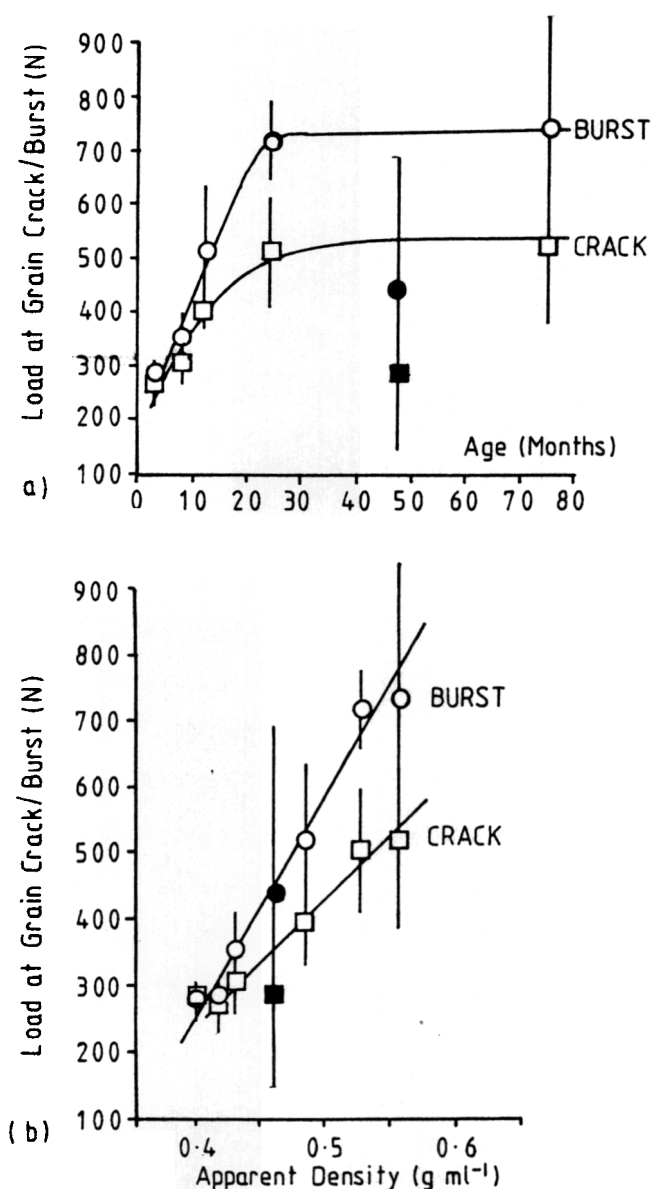 900
800
700
600
500
400
300
200
100
Load at Grain Crack/Burst (N)
BURST
CRACK
Age (Months)
a)
0 10 20 30 40 50 60 70 80
900
800
700
600
500
400
300
200
100
Load at Grain Crack/Burst (N)
BURST
CRACK
(b)
0·4 0·5 0·6
Apparent Density (g ml⁻¹)